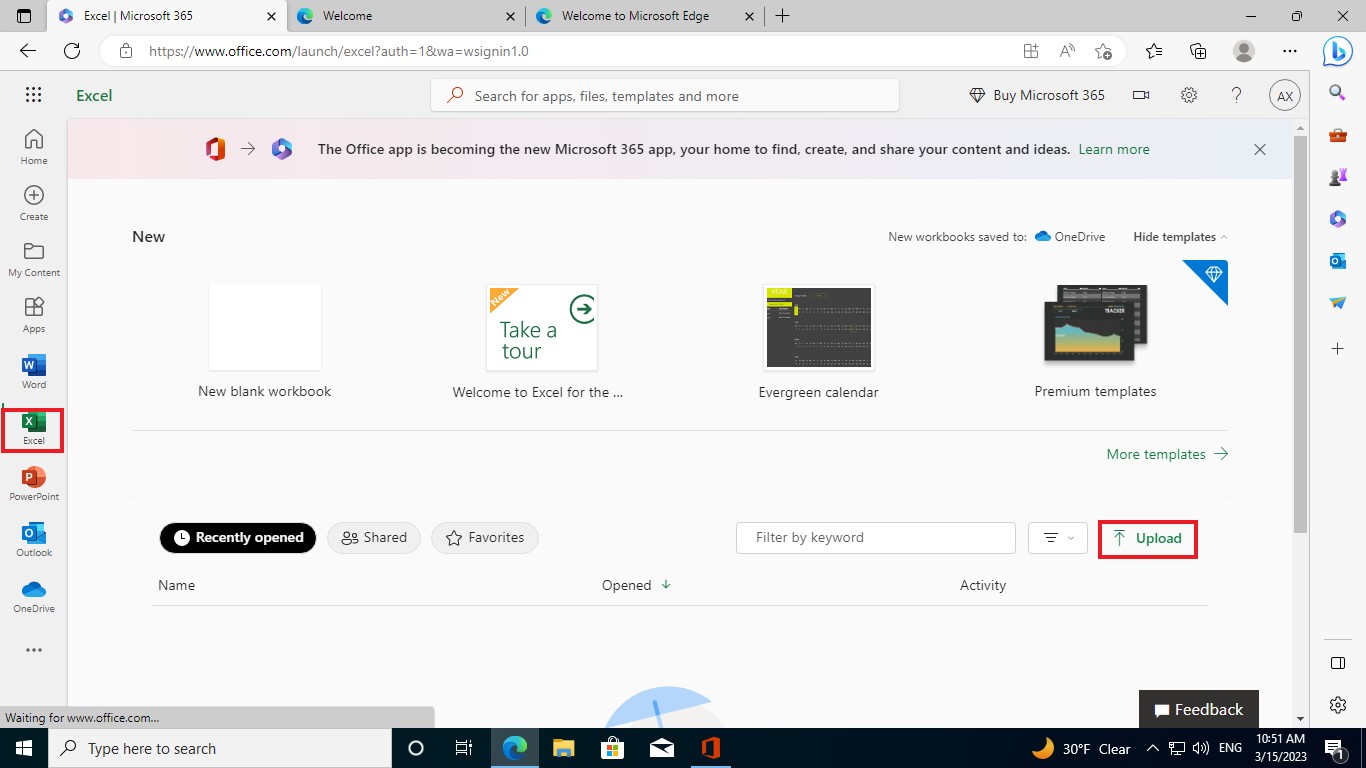 Excel | Microsoft 365
Welcome
Welcome to Microsoft Edge
https://www.office.com/launch/excel?auth=1&wa=wsignin1.0
Excel
Search for apps, files, templates and more
Buy Microsoft 365
AX
The Office app is becoming the new Microsoft 365 app, your home to find, create, and share your content and ideas. Learn more
Home
Create
My Content
Apps
Word
Excel
PowerPoint
Outlook
OneDrive
New
New workbooks saved to: OneDrive
Hide templates
New
Take a
tour
YEAR
TRACKER
New blank workbook
Welcome to Excel for the ...
Evergreen calendar
Premium templates
More templates
Recently opened
Shared
Favorites
Filter by keyword
Upload
Name
Opened
Activity
Feedback
Waiting for www.office.com...
Type here to search
30°F Clear
ENG
10:51 AM
3/15/2023
1